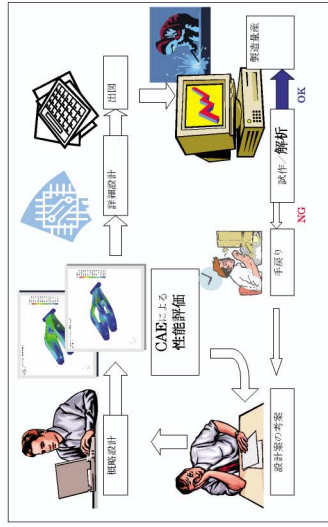 設計案の考案
概略設計
CAEによる
性能評価
詳細設計
出図
試作／解析
OK
製造量産
NG
手戻り